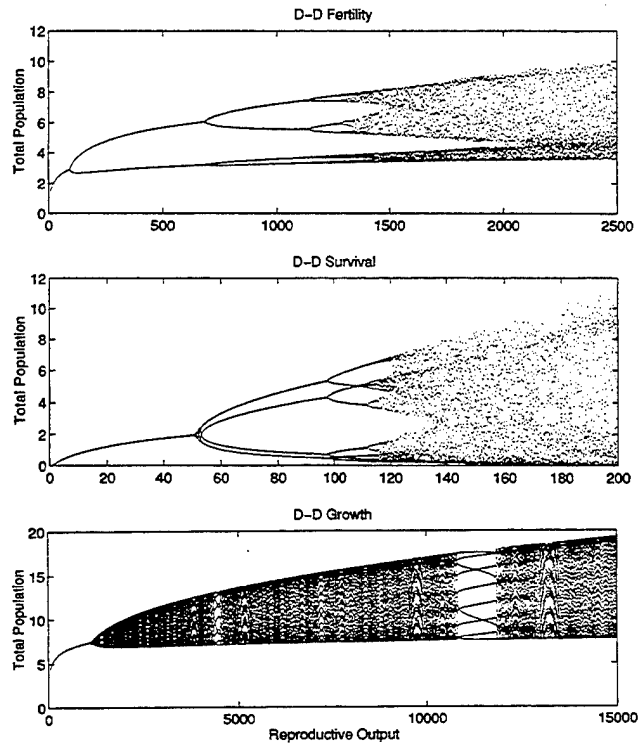 D-D Fertility
12
10
8
6
4
2
0
Total Population
0 500 1000 1500 2000 2500
D-D Survival
12
10
8
6
4
2
0
Total Population
0 20 40 60 80 100 120 140 160 180 200
D-D Growth
20
15
10
5
0
Total Population
0 5000 10000 15000
Reproductive Output